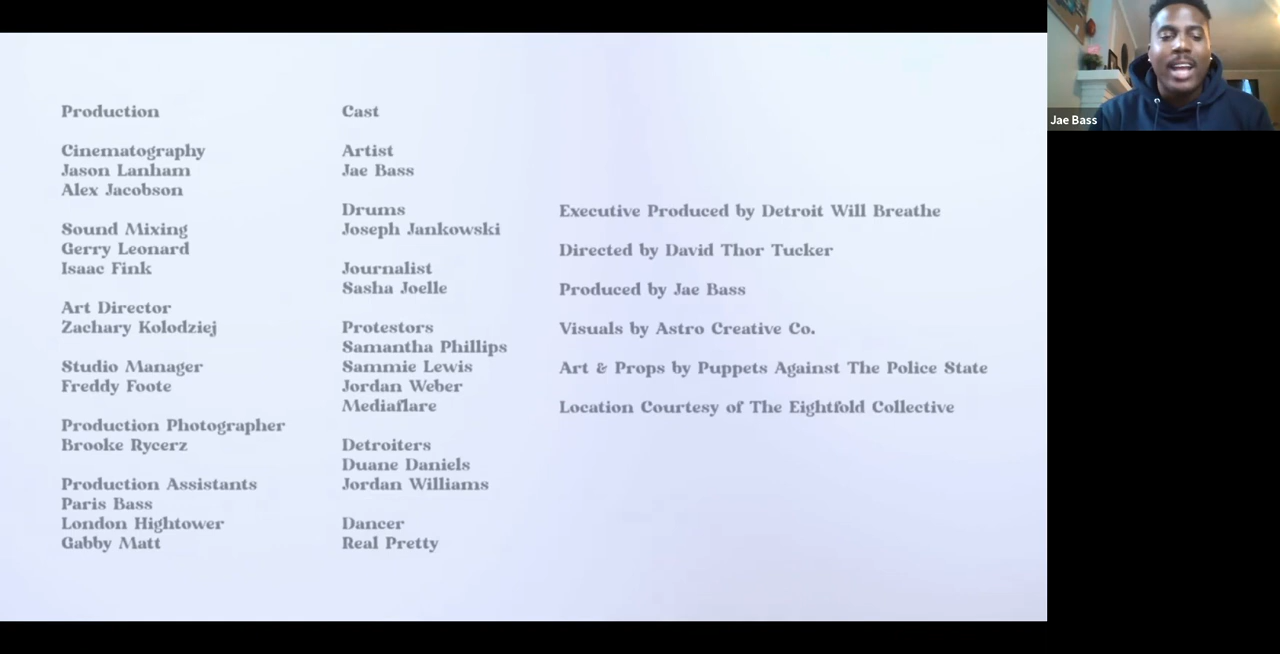 Production
Cinematography
Jason Lanham
Alex Jacobson
Sound Mixing
Gerry Leonard
Isaac Fink
Art Director
Zachary Kolodziej
Studio Manager
Freddy Foote
Production Photographer
Brooke Rycerz
Production Assistants
Paris Bass
London Hightower
Gabby Matt
Cast
Artist
Jae Bass
Drums
Joseph Jankowski
Journalist
Sasha Joelle
Protestors
Samantha Phillips
Sammie Lewis
Jordan Weber
Mediaflare
Detroiters
Duane Daniels
Jordan Williams
Dancer
Real Pretty
Executive Produced by Detroit Will Breathe
Directed by David Thor Tucker
Produced by Jae Bass
Visuals by Astro Creative Co.
Art & Props by Puppets Against The Police State
Location Courtesy of The Eightfold Collective
Jae Bass